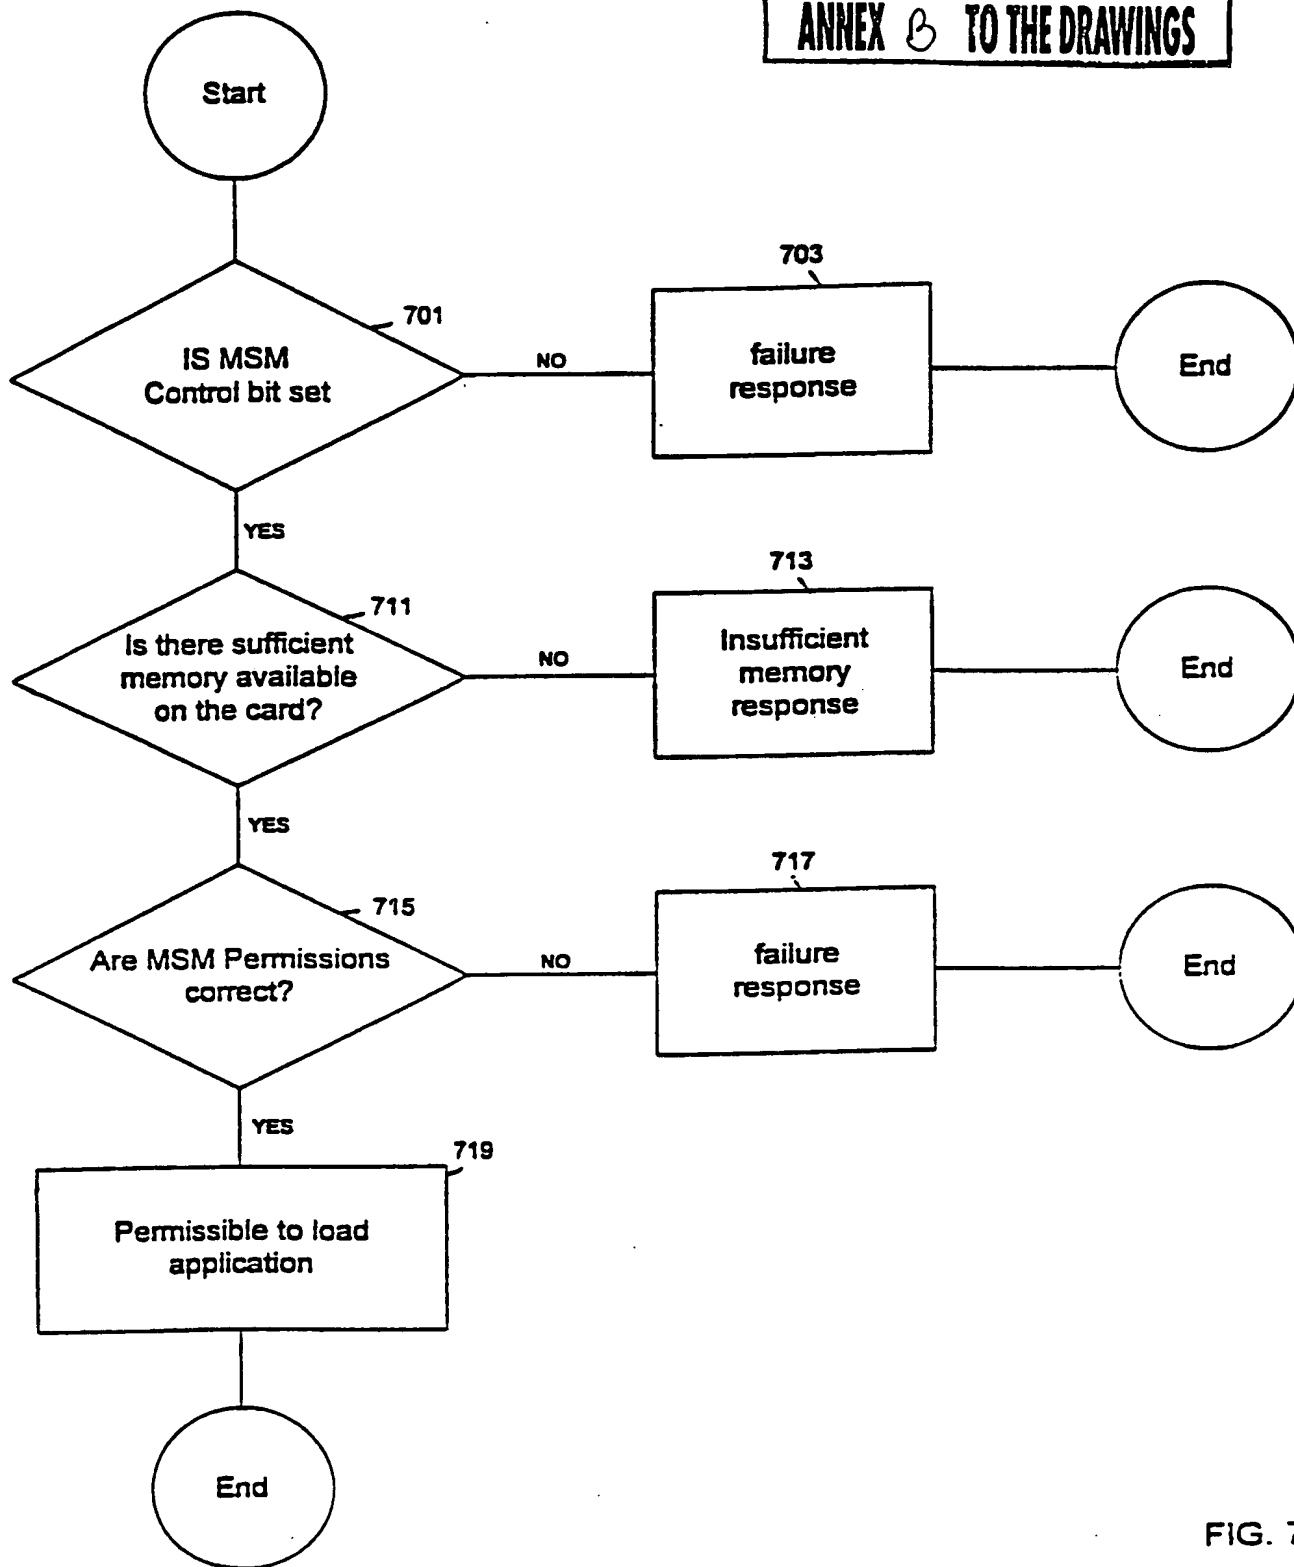 ANNEX B TO THE DRAWINGS
Start
703
701
IS MSM
Control bit set
NO
failure
response
End
YES
713
711
Is there sufficient
memory available
on the card?
NO
Insufficient
memory
response
End
YES
717
715
Are MSM Permissions
correct?
NO
failure
response
End
YES
719
Permissible to load
application
End
FIG. 7